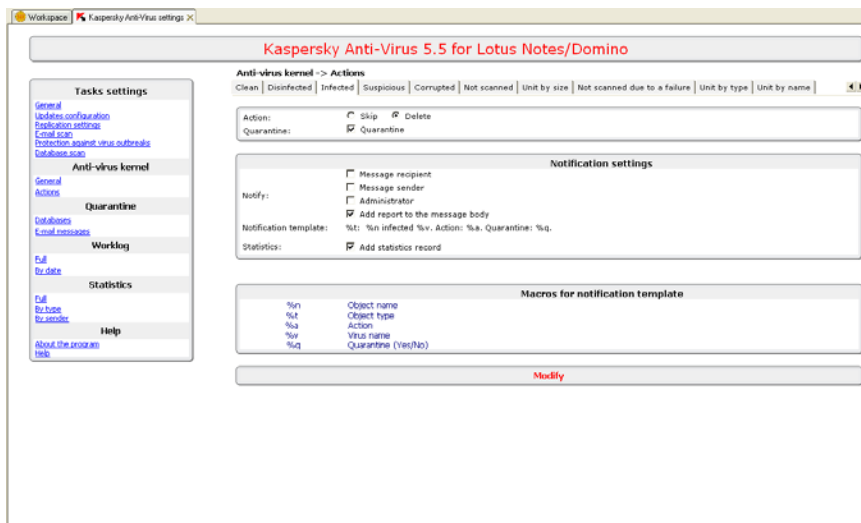 Workspace Kaspersky Anti-Virus settings
Kaspersky Anti-Virus 5.5 for Lotus Notes/Domino
Tasks settings
General
Updates configuration
Replication settings
E-mail scan
Protection against virus outbreaks
Database scan
Anti-virus kernel
General
Actions
Quarantine
Databases
E-mail messages
Worklog
Full
By date
Statistics
Full
By type
By sender
Help
About the program
Help
Anti-virus kernel -> Actions
Clean Disinfected Infected Suspicious Corrupted Not scanned Unit by size Not scanned due to a failure Unit by type Unit by name
Action: Skip Delete
Quarantine: Quarantine
Notification settings
Notify:
Message recipient
Message sender
Administrator
Add report to the message body
Notification template: %t: %n infected %v. Action: %a. Quarantine: %q.
Statistics: Add statistics record
Macros for notification template
%n Object name
%t Object type
%a Action
%v Virus name
%q Quarantine (Yes/No)
Modify